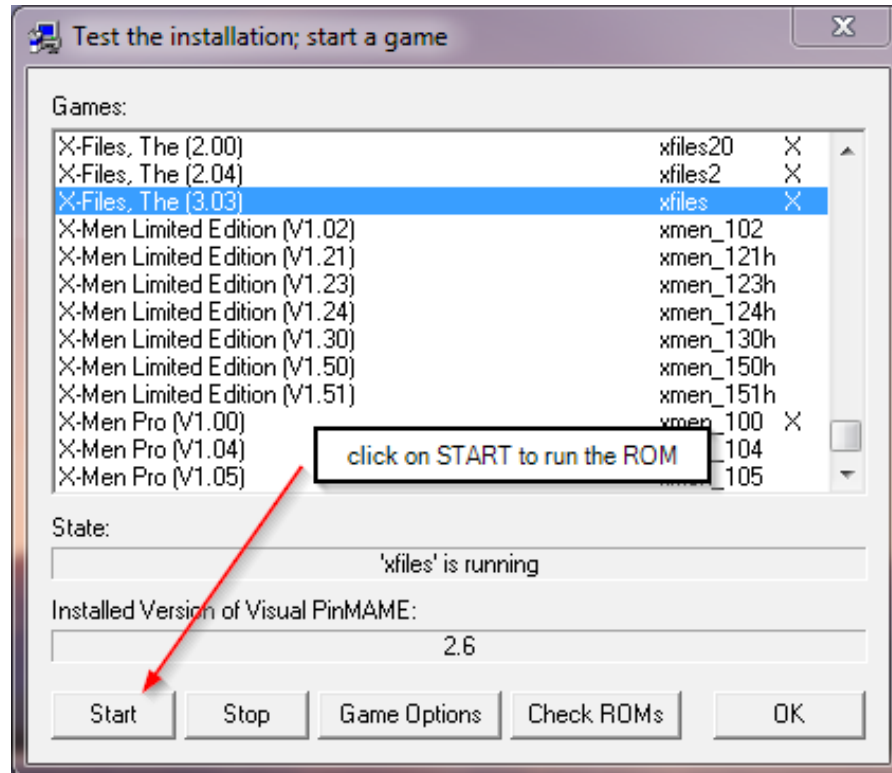 Test the installation; start a game
Games:
X-Files, The (2.00) xfiles20 X
X-Files, The (2.04) xfiles2 X
X-Files, The (3.03) xfiles X
X-Men Limited Edition (V1.02) xmen_102
X-Men Limited Edition (V1.21) xmen_121h
X-Men Limited Edition (V1.23) xmen_123h
X-Men Limited Edition (V1.24) xmen_124h
X-Men Limited Edition (V1.30) xmen_130h
X-Men Limited Edition (V1.50) xmen_150h
X-Men Limited Edition (V1.51) xmen_151h
X-Men Pro (V1.00) xmen_100 X
X-Men Pro (V1.04) 104
X-Men Pro (V1.05) xmen_105
click on START to run the ROM
State:
'xfiles' is running
Installed Version of Visual PinMAME:
2.6
Start Stop Game Options Check ROMs OK